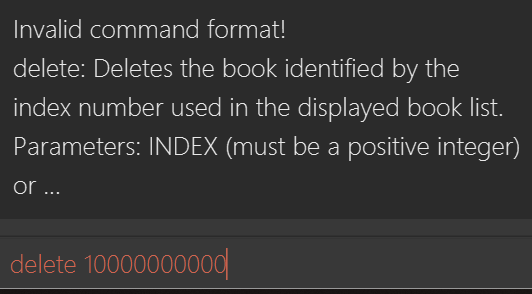 Invalid command format!
delete: Deletes the book identified by the
index number used in the displayed book list.
Parameters: INDEX (must be a positive integer)
or ...
delete 10000000000